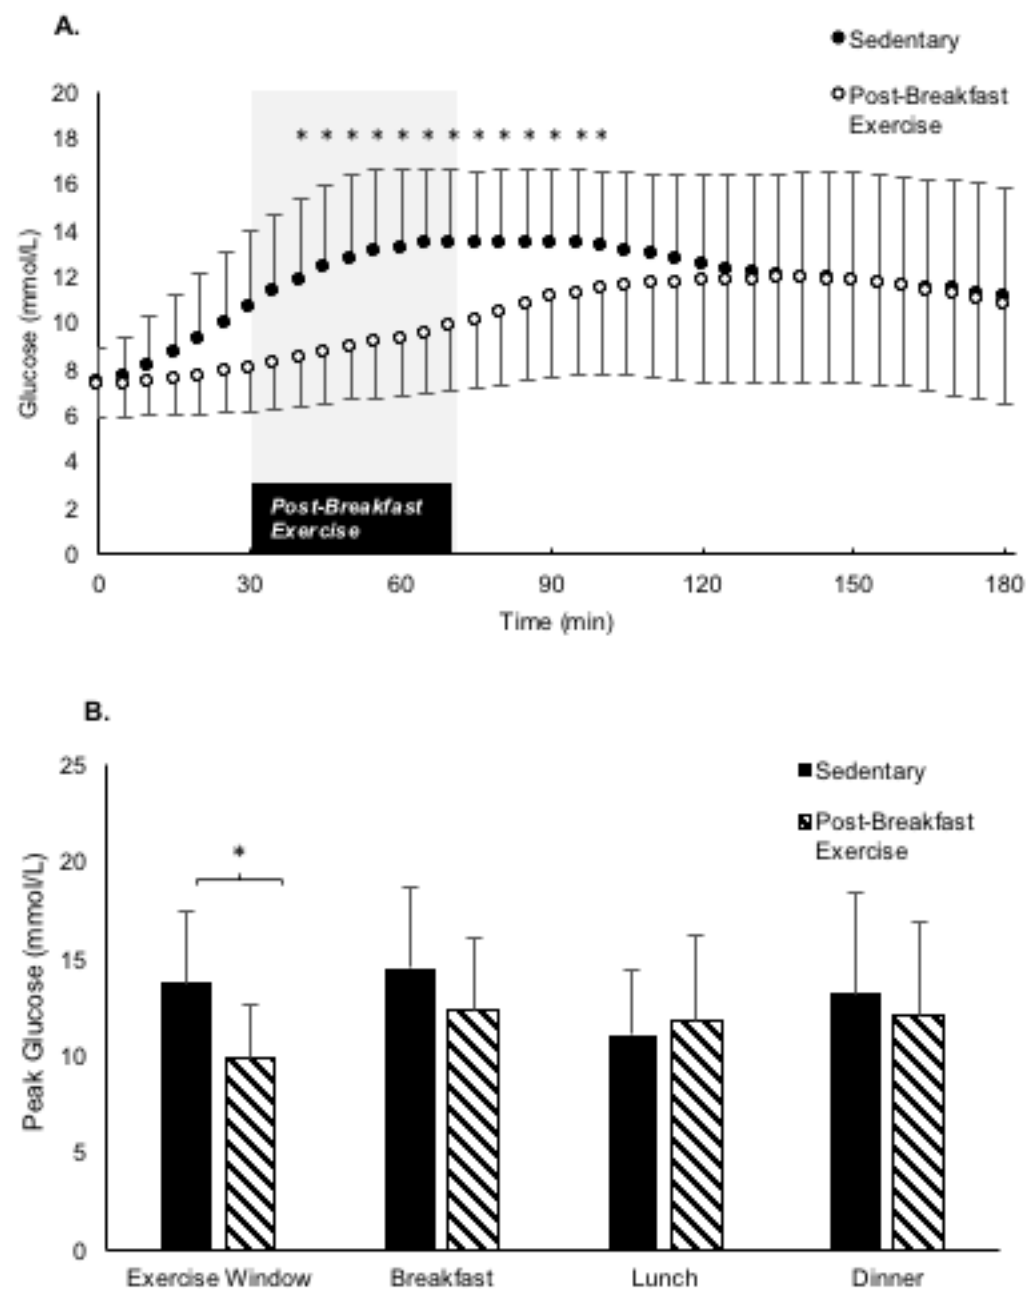 A.
Sedentary
Post-Breakfast
Exercise
20
18
16
14
12
10
8
6
4
2
0
Glucose (mmol/L)
* * * * * * * * * * * * *
Post-Breakfast
Exercise
0 30 60 90 120 150 180
Time (min)
B.
Sedentary
Post-Breakfast
Exercise
25
20
15
10
5
0
Peak Glucose (mmol/L)
*
Exercise Window Breakfast Lunch Dinner